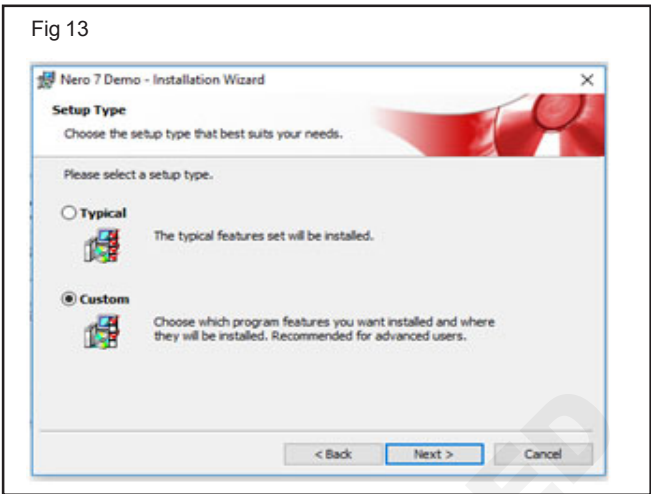 Fig 13
Nero 7 Demo - Installation Wizard
Setup Type
Choose the setup type that best suits your needs.
Please select a setup type.
Typical
The typical features set will be installed.
Custom
Choose which program features you want installed and where
they will be installed. Recommended for advanced users.
< Back Next > Cancel
ED